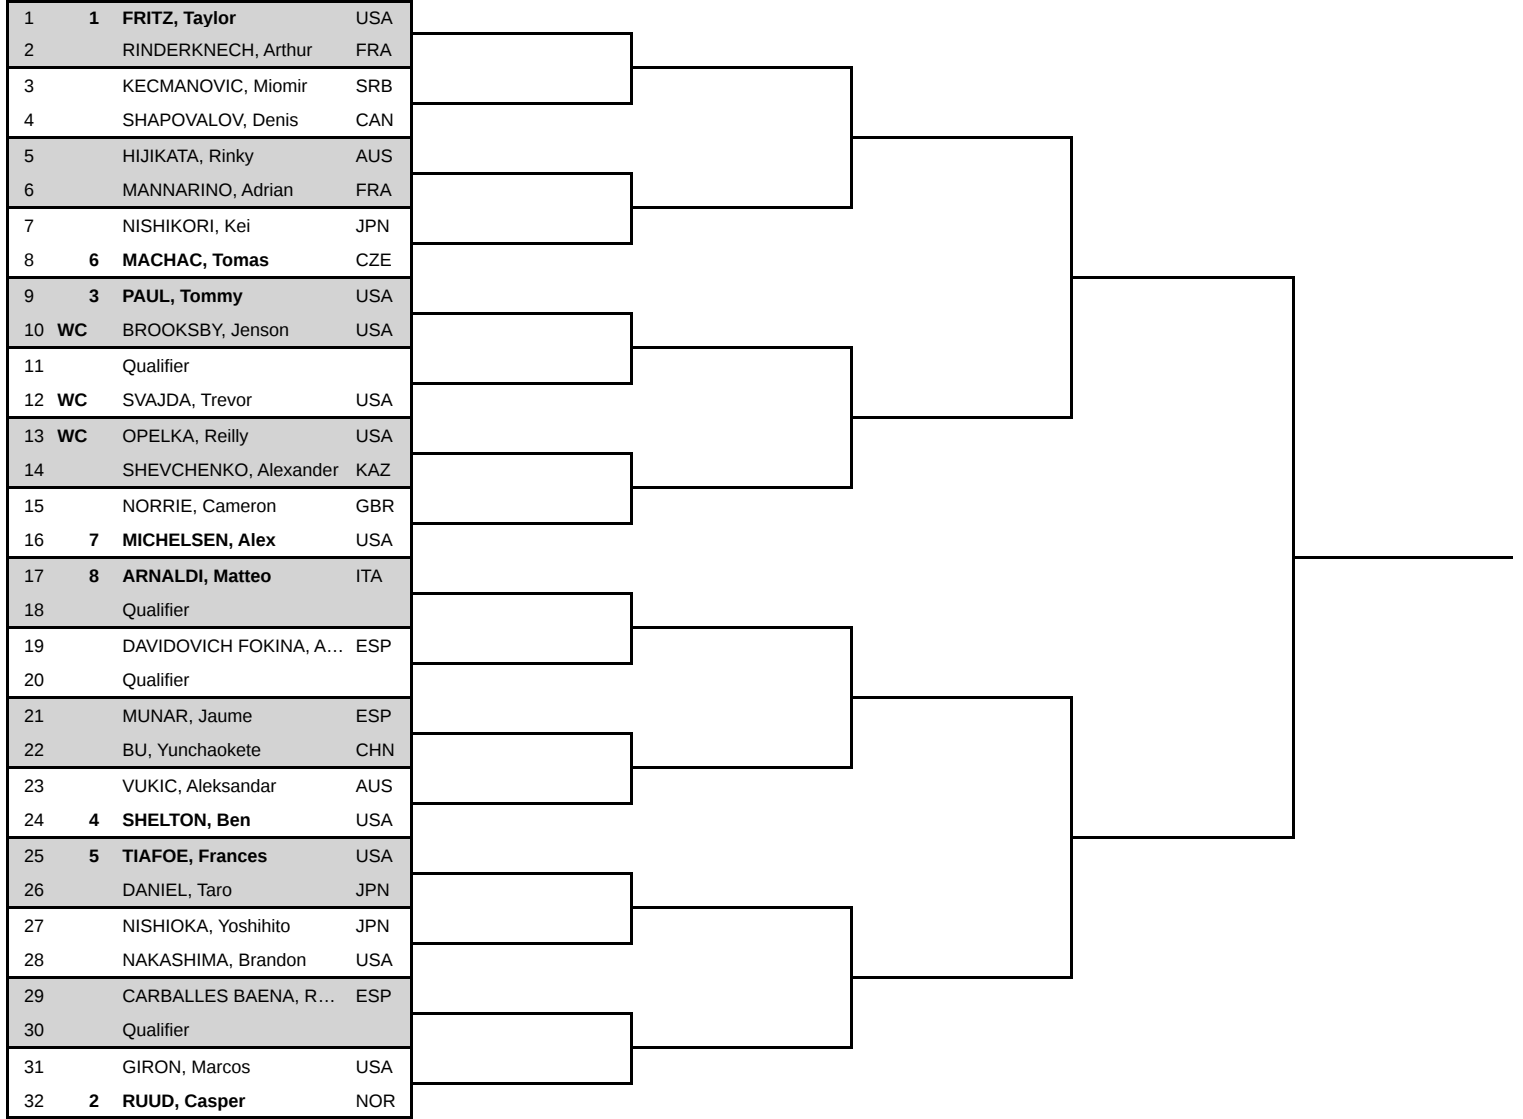 1 1 FRITZ, Taylor USA
2 RINDERKNECH, Arthur FRA
3 KECMANOVIC, Miomir SRB
4 SHAPOVALOV, Denis CAN
5 HIJIKATA, Rinky AUS
6 MANNARINO, Adrian FRA
7 NISHIKORI, Kei JPN
8 6 MACHAC, Tomas CZE
9 3 PAUL, Tommy USA
10 WC BROOKSBY, Jenson USA
11 Qualifier
12 WC SVAJDA, Trevor USA
13 WC OPELKA, Reilly USA
14 SHEVCHENKO, Alexander KAZ
15 NORRIE, Cameron GBR
16 7 MICHELSEN, Alex USA
17 8 ARNALDI, Matteo ITA
18 Qualifier
19 DAVIDOVICH FOKINA, A… ESP
20 Qualifier
21 MUNAR, Jaume ESP
22 BU, Yunchaokete CHN
23 VUKIC, Aleksandar AUS
24 4 SHELTON, Ben USA
25 5 TIAFOE, Frances USA
26 DANIEL, Taro JPN
27 NISHIOKA, Yoshihito JPN
28 NAKASHIMA, Brandon USA
29 CARBALLES BAENA, R… ESP
30 Qualifier
31 GIRON, Marcos USA
32 2 RUUD, Casper NOR